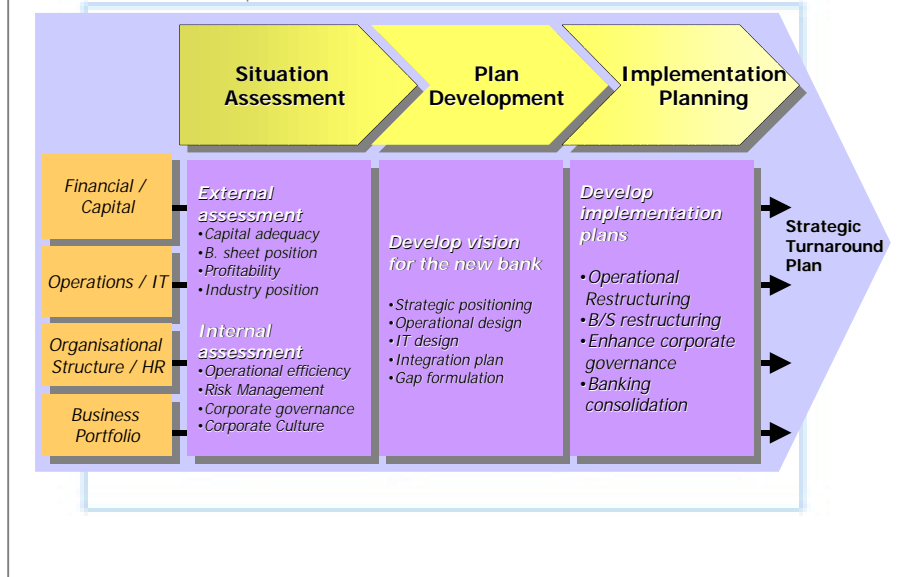 Situation
Assessment
Plan
Development
Implementation
Planning
Financial /
Capital
Operations / IT
Organisational
Structure / HR
Business
Portfolio
External
assessment
•Capital adequacy
•B. sheet position
•Profitability
•Industry position
Internal
assessment
•Operational efficiency
•Risk Management
•Corporate governance
•Corporate Culture
Develop vision
for the new bank
•Strategic positioning
•Operational design
•IT design
•Integration plan
•Gap formulation
Develop
implementation
plans
•Operational
Restructuring
•B/S restructuring
•Enhance corporate
governance
•Banking
consolidation
Strategic
Turnaround
Plan